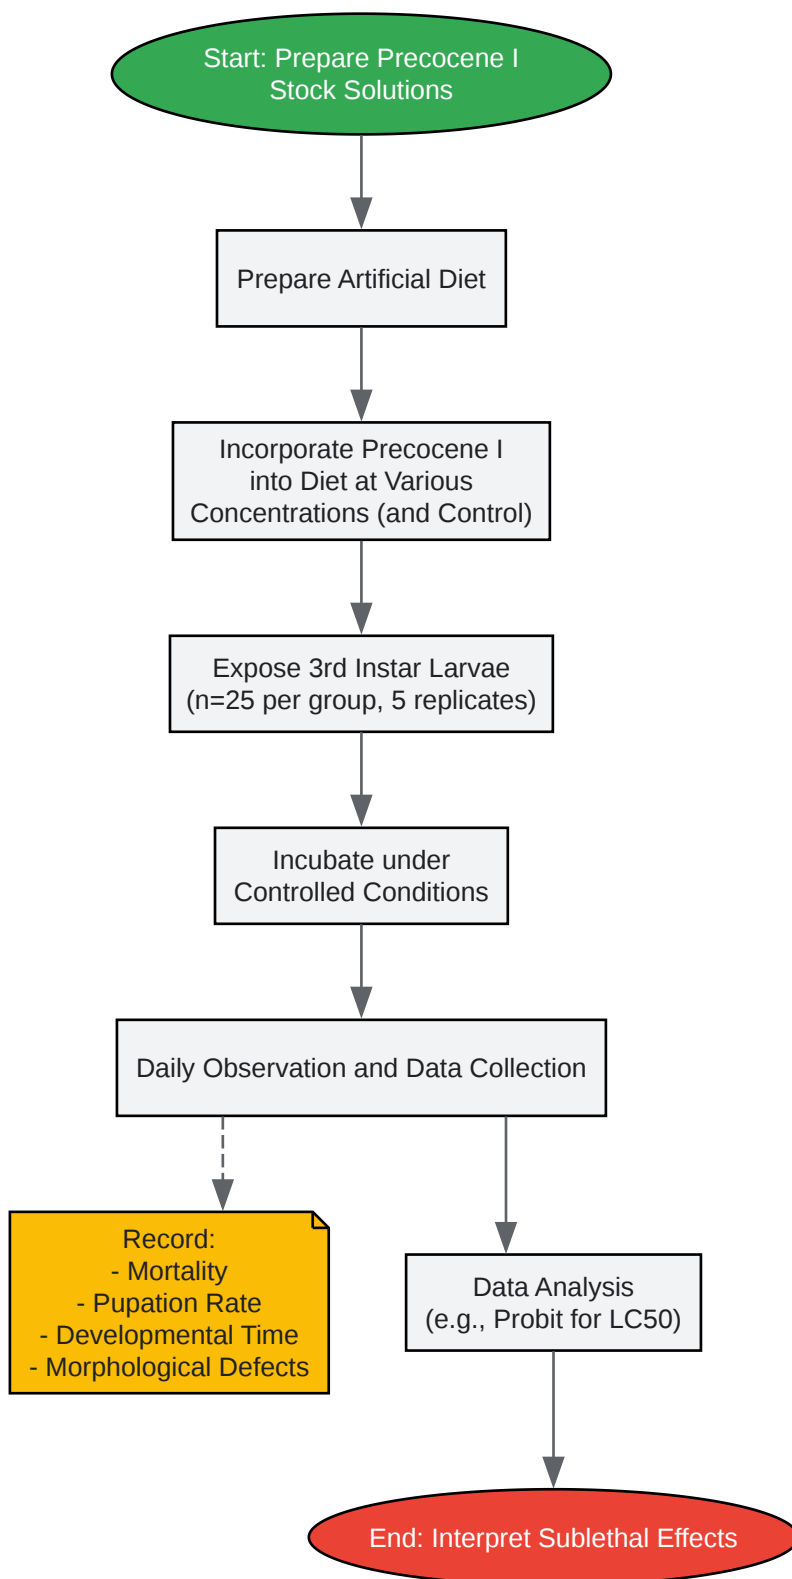 Start: Prepare Precocene I
Stock Solutions
Prepare Artificial Diet
Incorporate Precocene I
into Diet at Various
Concentrations (and Control)
Expose 3rd Instar Larvae
(n=25 per group, 5 replicates)
Incubate under
Controlled Conditions
Daily Observation and Data Collection
Record:
- Mortality
- Pupation Rate
- Developmental Time
- Morphological Defects
Data Analysis
(e.g., Probit for LC50)
End: Interpret Sublethal Effects